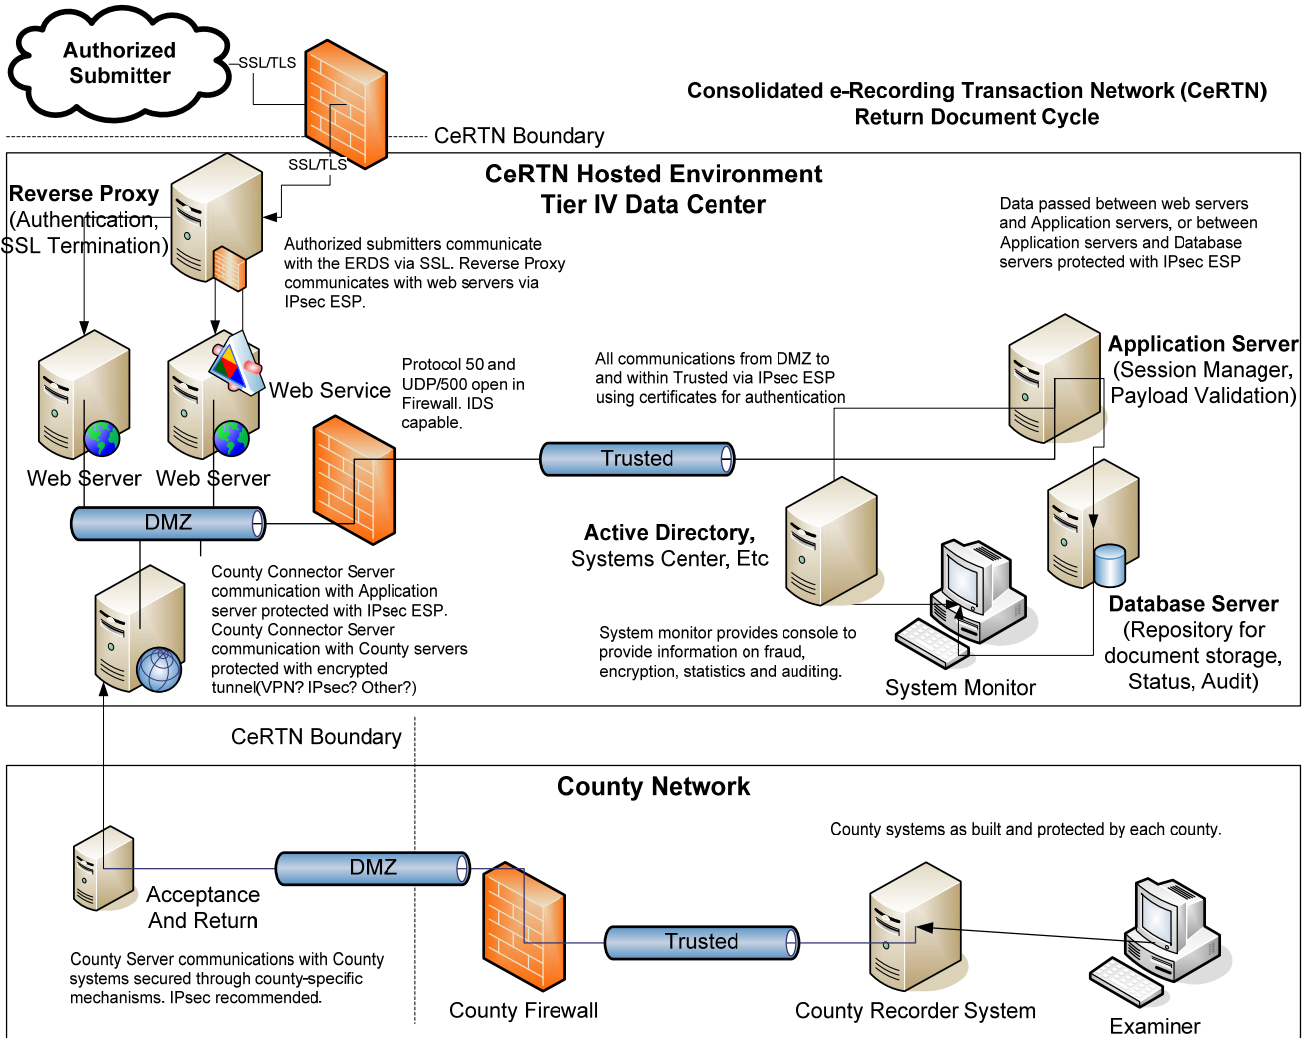 Authorized
Submitter
SSL/TLS
Consolidated e-Recording Transaction Network (CeRTN)
Return Document Cycle
CeRTN Boundary
SSL/TLS
CeRTN Hosted Environment
Tier IV Data Center
Reverse Proxy
(Authentication,
SSL Termination)
Authorized submitters communicate
with the ERDS via SSL. Reverse Proxy
communicates with web servers via
IPsec ESP.
Data passed between web servers
and Application servers, or between
Application servers and Database
servers protected with IPsec ESP
Web Service
Protocol 50 and
UDP/500 open in
Firewall. IDS
capable.
All communications from DMZ to
and within Trusted via IPsec ESP
using certificates for authentication
Application Server
(Session Manager,
Payload Validation)
Web Server
Web Server
Trusted
DMZ
Active Directory,
Systems Center, Etc
County Connector Server
communication with Application
server protected with IPsec ESP.
County Connector Server
communication with County servers
protected with encrypted
tunnel(VPN? IPsec? Other?)
System monitor provides console to
provide information on fraud,
encryption, statistics and auditing.
System Monitor
Database Server
(Repository for
document storage,
Status, Audit)
CeRTN Boundary
County Network
County systems as built and protected by each county.
DMZ
Acceptance
And Return
Trusted
County Server communications with County
systems secured through county-specific
mechanisms. IPsec recommended.
County Firewall
County Recorder System
Examiner